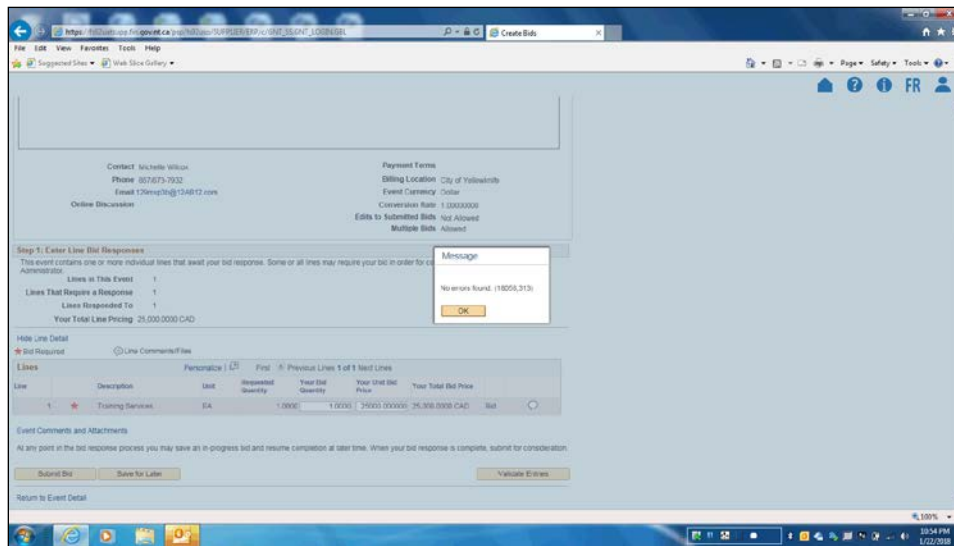 Create Bids
File Edit View Favorites Tools Help
Suggested Sites Web Slice Gallery
Page Safety Tools
FR
Contact Michelle Wilcox
Phone 867/873-7932
Email
Online Discussion
Payment Terms
Billing Location City of Yellowknife
Event Currency Dollar
Conversion Rate 1.00000000
Edits to Submitted Bids Not Allowed
Multiple Bids Allowed
Step 1: Enter Line Bid Responses
This event contains one or more individual lines that await your bid response. Some or all lines may require your bid in order for
Administrator.
Lines in This Event 1
Lines That Require a Response 1
Lines Responded To 1
Your Total Line Pricing 25,000.0000 CAD
Message
No errors found. (18058,313)
OK
Hide Line Detail
Bid Required Line Comments/Files
Lines Personalize | First Previous Lines 1 of 1 Next Lines
Line Description Unit Requested Quantity Your Bid Quantity Your Unit Bid Price Your Total Bid Price
1 Training Services EA 1.0000 1.0000 25000.000000 25,000.0000 CAD Bid
Event Comments and Attachments
At any point in the bid response process you may save an in-progress bid and resume completion at later time. When your bid response is complete, submit for consideration.
Submit Bid Save for Later Validate Entries
Return to Event Detail
100%
10:54 PM
1/22/2018